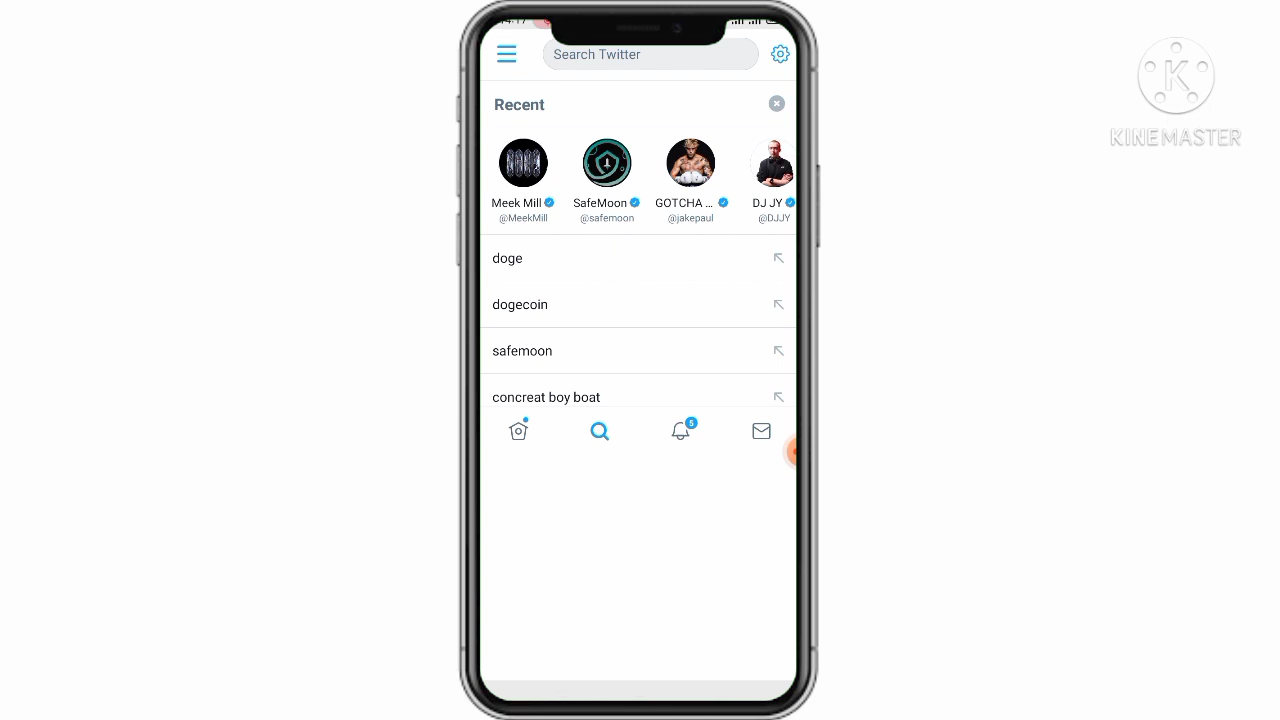 Search Twitter
Recent
Meek Mill
@MeekMill
SafeMoon
@safemoon
GOTCHA ...
@jakepaul
DJ JY
@DJJY
doge
dogecoin
safemoon
concreat boy boat
5
K
KINEMASTER